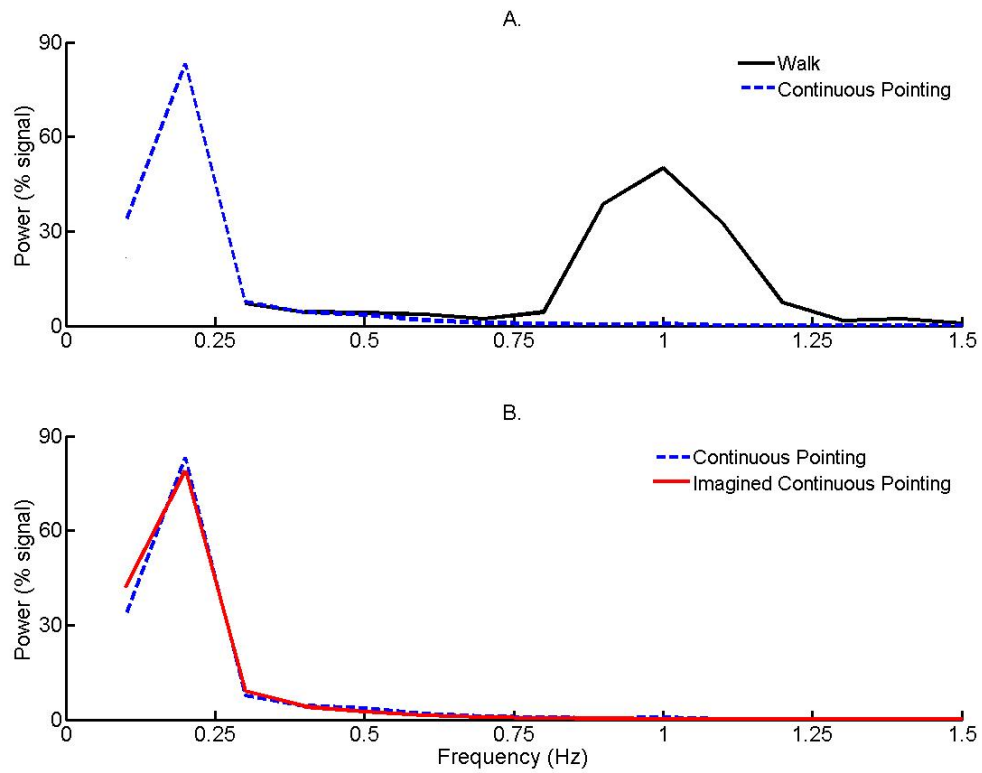 A.
90
60
30
0
Power (% signal)
Walk
Continuous Pointing
0 0.25 0.5 0.75 1 1.25 1.5
B.
90
60
30
0
Power (% signal)
Continuous Pointing
Imagined Continuous Pointing
0 0.25 0.5 0.75 1 1.25 1.5
Frequency (Hz)